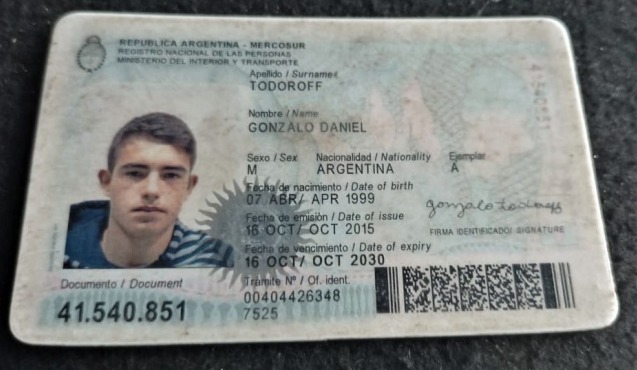 REPUBLICA ARGENTINA - MERCOSUR
REGISTRO NACIONAL DE LAS PERSONAS
MINISTERIO DEL INTERIOR Y TRANSPORTE
Apellido / Surname
TODOROFF
Nombre / Name
GONZALO DANIEL
Sexo / Sex Nacionalidad / Nationality Ejemplar
M ARGENTINA A
Fecha de nacimiento / Date of birth
07 ABR/ APR 1999
Fecha de emisión / Date of issue
16 OCT/ OCT 2015
gonzalo todoroff
FIRMA IDENTIFICADO/ SIGNATURE
Fecha de vencimiento / Date of expiry
16 OCT/ OCT 2030
Documento / Document
41.540.851
Trámite Nº / Of. ident.
00404426348
7525